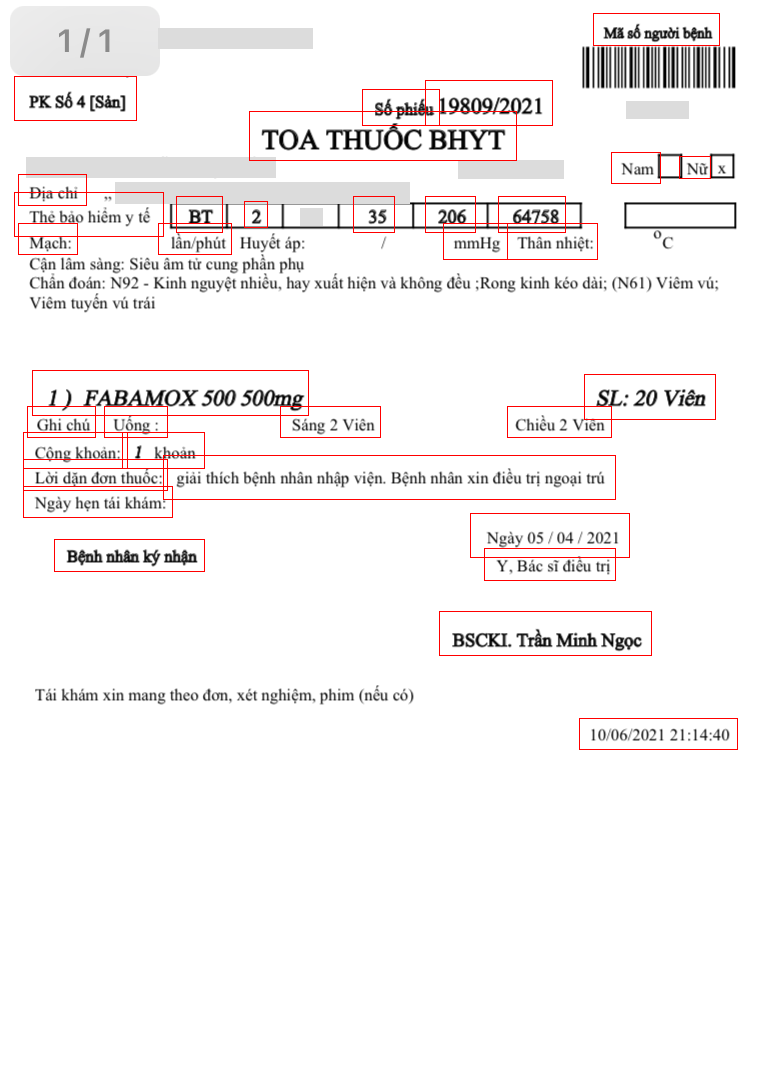 1/1
Mã số người bệnh
PK Số 4 [Sản]
Số phiếu 19809/2021
TOA THUỐC BHYT
Nam Nữ x
Địa chỉ ,,
Thẻ bảo hiểm y tế BT 2 35 206 64758
Mạch: lần/phút Huyết áp: / mmHg Thân nhiệt: °C
Cận lâm sàng: Siêu âm tử cung phần phụ
Chẩn đoán: N92 - Kinh nguyệt nhiều, hay xuất hiện và không đều ;Rong kinh kéo dài; (N61) Viêm vú;
Viêm tuyến vú trái
1 ) FABAMOX 500 500mg SL: 20 Viên
Ghi chú Uống : Sáng 2 Viên Chiều 2 Viên
Cộng khoản: 1 khoản
Lời dặn đơn thuốc: giải thích bệnh nhân nhập viện. Bệnh nhân xin điều trị ngoại trú
Ngày hẹn tái khám:
Ngày 05 / 04 / 2021
Bệnh nhân ký nhận
Y, Bác sĩ điều trị
BSCKI. Trần Minh Ngọc
Tái khám xin mang theo đơn, xét nghiệm, phim (nếu có)
10/06/2021 21:14:40